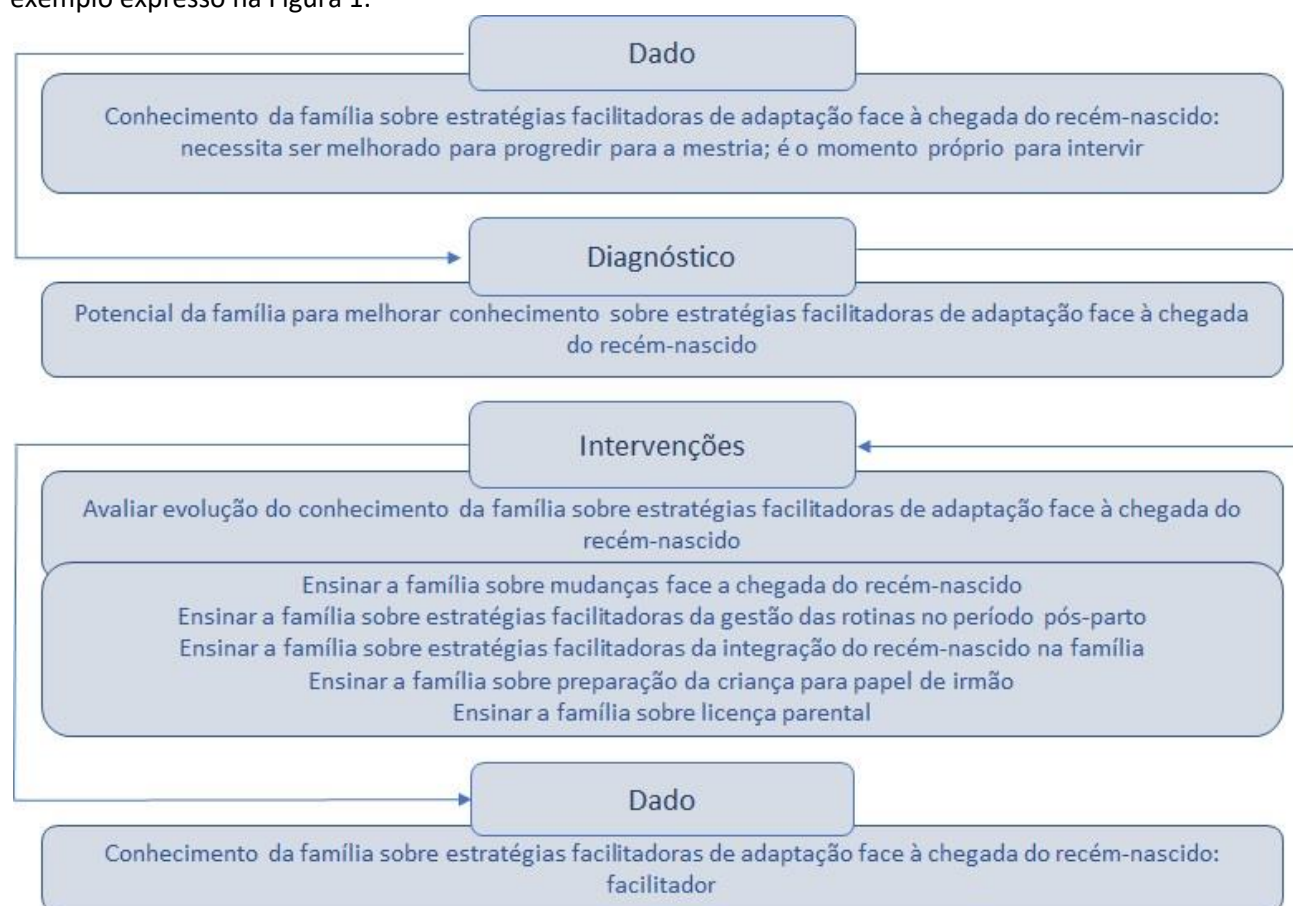 exemplo expresso na Figura 1.
Dado
Conhecimento da família sobre estratégias facilitadoras de adaptação face à chegada do recém-nascido:
necessita ser melhorado para progredir para a mestria; é o momento próprio para intervir
Diagnóstico
Potencial da família para melhorar conhecimento sobre estratégias facilitadoras de adaptação face à chegada
do recém-nascido
Intervenções
Avaliar evolução do conhecimento da família sobre estratégias facilitadoras de adaptação face à chegada do
recém-nascido
Ensinar a família sobre mudanças face a chegada do recém-nascido
Ensinar a família sobre estratégias facilitadoras da gestão das rotinas no período pós-parto
Ensinar a família sobre estratégias facilitadoras da integração do recém-nascido na família
Ensinar a família sobre preparação da criança para papel de irmão
Ensinar a família sobre licença parental
Dado
Conhecimento da família sobre estratégias facilitadoras de adaptação face à chegada do recém-nascido:
facilitador